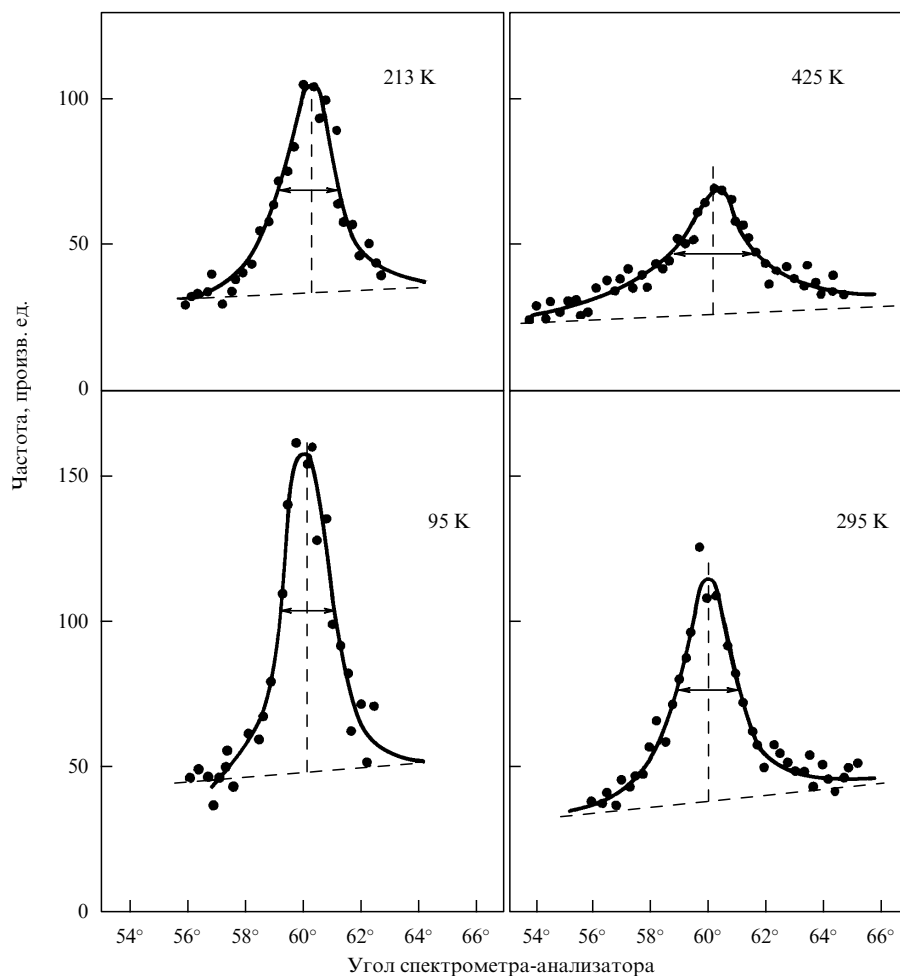 213 K
425 K
100
50
0
Частота, произв. ед.
95 K
295 K
150
100
50
0
54° 56° 58° 60° 62° 64° 66° 54° 56° 58° 60° 62° 64° 66°
Угол спектрометра-анализатора